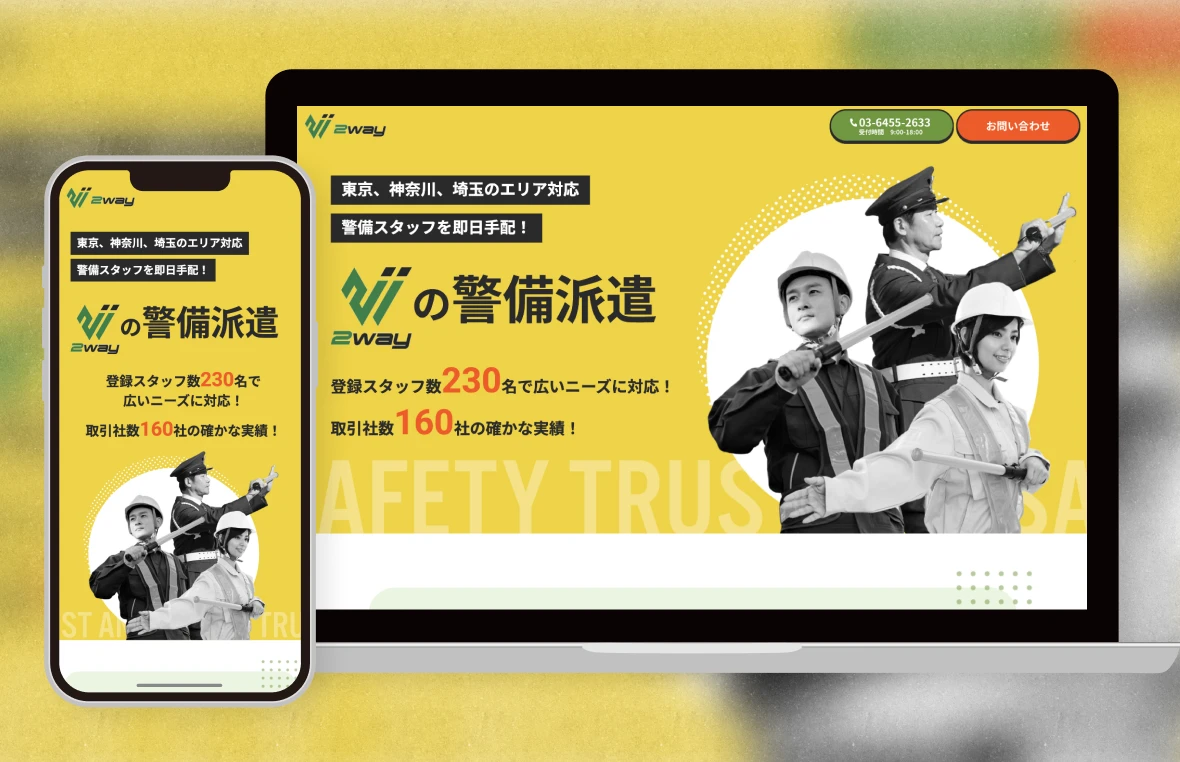 2way
03-6455-2633
受付時間 9:00-18:00
お問い合わせ
東京、神奈川、埼玉のエリア対応
警備スタッフを即日手配！
2way
の警備派遣
登録スタッフ数230名で広いニーズに対応！
取引社数160社の確かな実績！
AFETY TRUS
SA
2way
東京、神奈川、埼玉のエリア対応
警備スタッフを即日手配！
2way
の警備派遣
登録スタッフ数230名で
広いニーズに対応！
取引社数160社の確かな実績！
ST
TRU